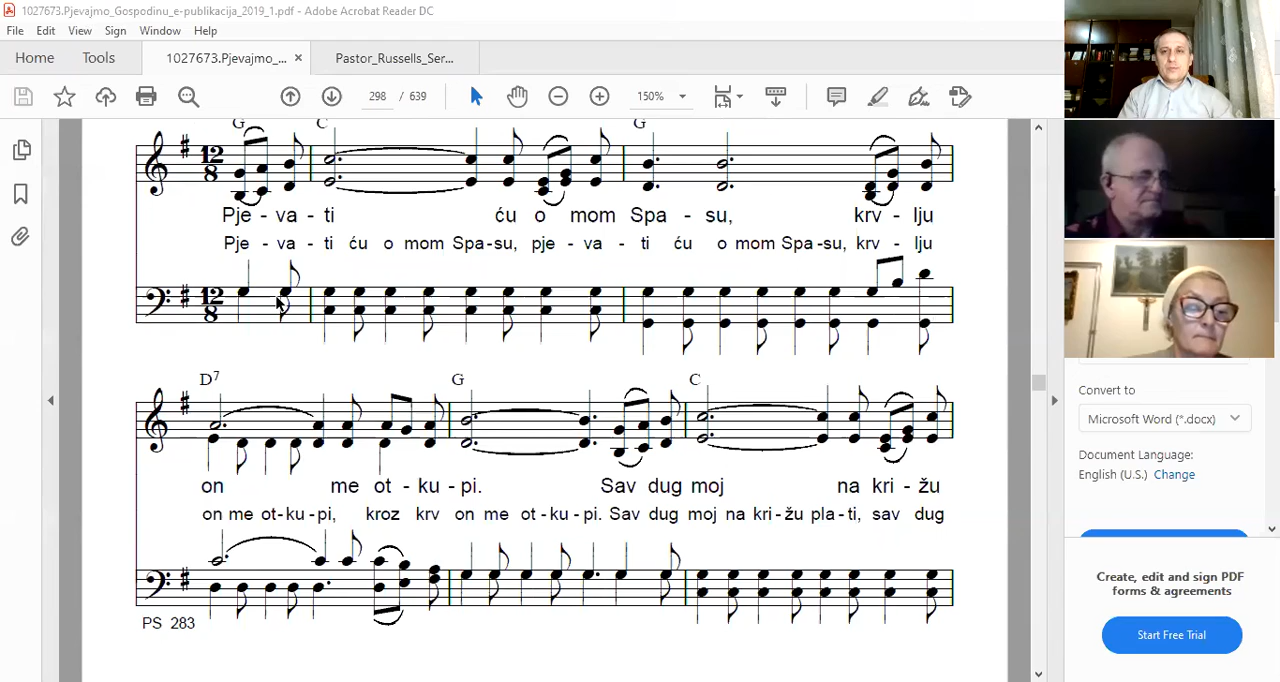 1027673.Pjevajmo_Gospodinu_e-publikacija_2019_1.pdf - Adobe Acrobat Reader DC
File Edit View Sign Window Help
Home Tools 1027673.Pjevajmo_... × Pastor_Russells_Ser...
298 / 639 150%
G C G
12 8
Pje - va - ti ću o mom Spa - su, krv - lju
Pje - va - ti ću o mom Spa-su, pje - va - ti ću o mom Spa-su, krv - lju
12 8
D7 G C
on me ot - ku - pi. Sav dug moj na kri - žu
on me ot-ku-pi, kroz krv on me ot-ku-pi. Sav dug moj na kri-žu pla-ti, sav dug
PS 283
Convert to
Microsoft Word (*.docx)
Document Language:
English (U.S.) Change
Create, edit and sign PDF
forms & agreements
Start Free Trial